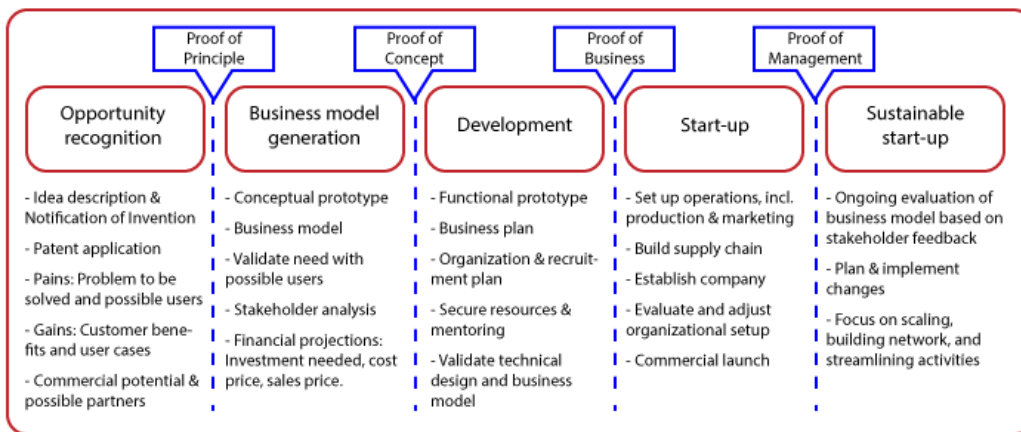 Proof of
Principle
Proof of
Concept
Proof of
Business
Proof of
Management
Opportunity
recognition
Business model
generation
Development
Start-up
Sustainable
start-up
- Idea description &
Notification of Invention
- Patent application
- Pains: Problem to be
solved and possible users
- Gains: Customer bene-
fits and user cases
- Commercial potential &
possible partners
- Conceptual prototype
- Business model
- Validate need with
possible users
- Stakeholder analysis
- Financial projections:
Investment needed, cost
price, sales price.
- Functional prototype
- Business plan
- Organization & recruit-
ment plan
- Secure resources &
mentoring
- Validate technical
design and business
model
- Set up operations, incl.
production & marketing
- Build supply chain
- Establish company
- Evaluate and adjust
organizational setup
- Commercial launch
- Ongoing evaluation of
business model based on
stakeholder feedback
- Plan & implement
changes
- Focus on scaling,
building network, and
streamlining activities